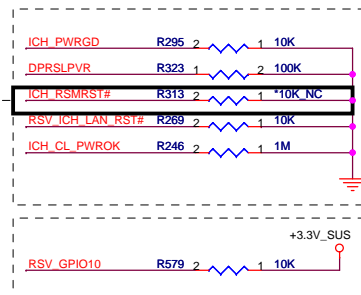 ICH_PWRGD R295 2 1 10K
DPRSLPVR R323 1 2 100K
ICH_RSMRST# R313 2 1 *10K_NC
RSV_ICH_LAN_RST# R269 2 1 10K
ICH_CL_PWROK R246 2 1 1M
+3.3V_SUS
RSV_GPIO10 R579 2 1 10K